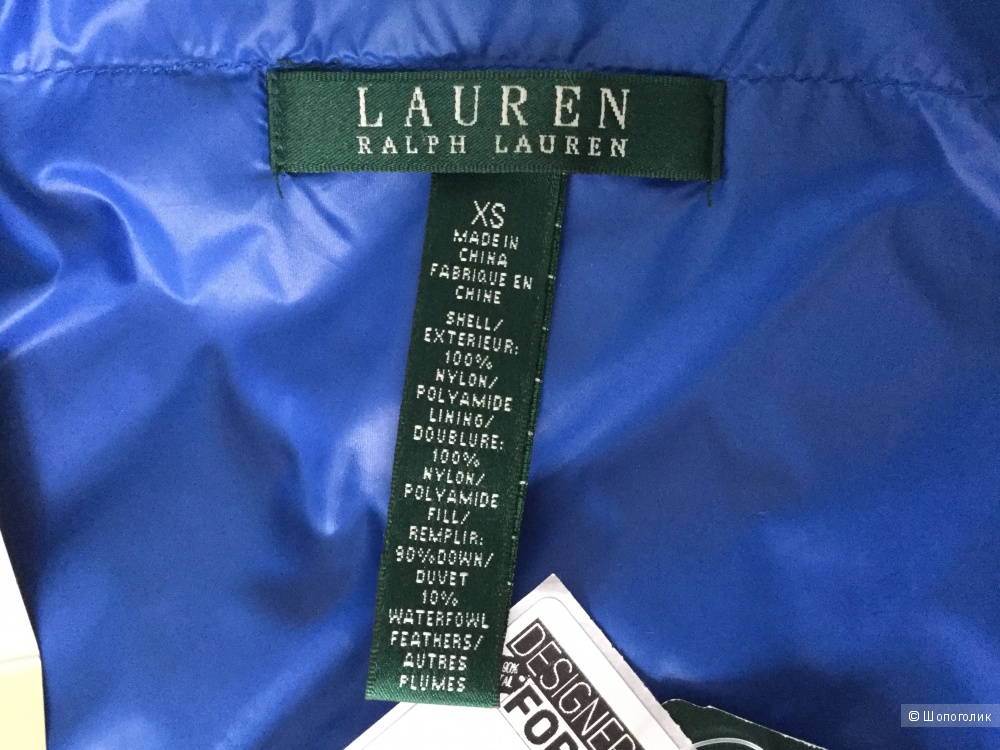 LAUREN
RALPH LAUREN
XS
MADE IN
CHINA
FABRIQUE EN
CHINE
SHELL/
EXTERIEUR:
100%
NYLON/
POLYAMIDE
LINING/
DOUBLURE:
100%
NYLON/
POLYAMIDE
FILL/
REMPLIR:
90%DOWN/
DUVET
10%
WATERFOWL
FEATHERS/
AUTRES
PLUMES
DESIGNER
FOR
© Шопоголик